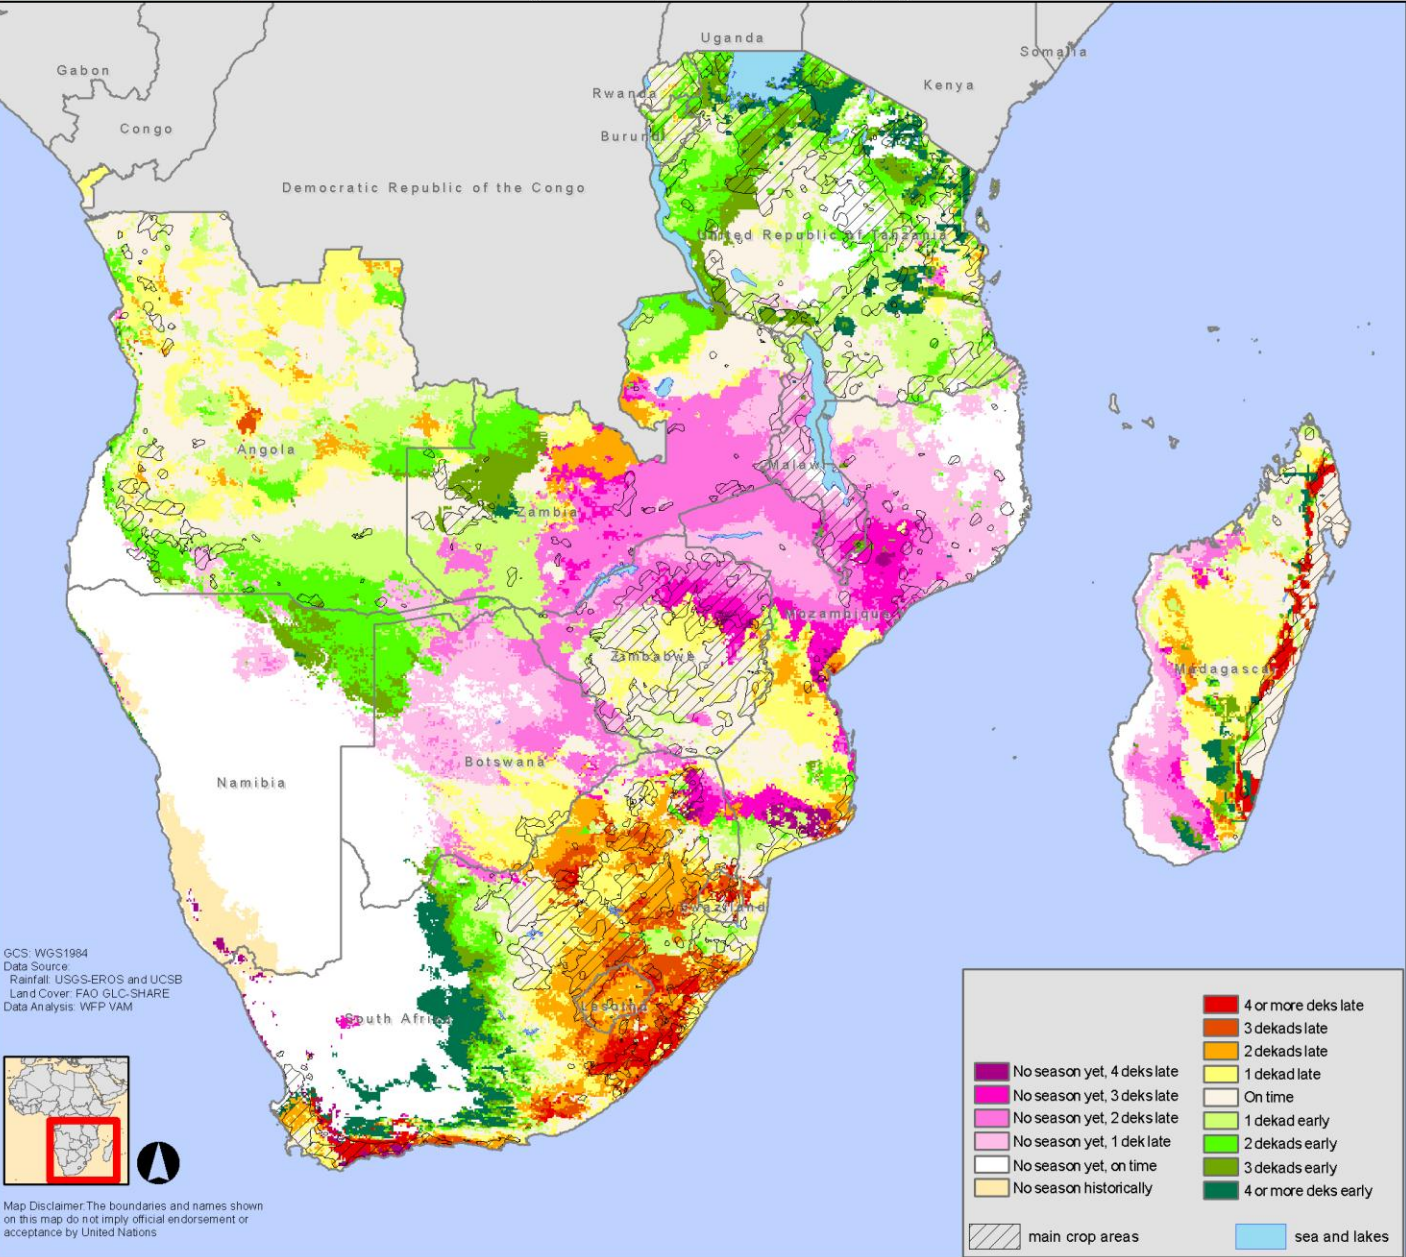 Uganda
Somalia
Gabon
Kenya
Rwanda
Congo
Burundi
Democratic Republic of the Congo
United Republic of Tanzania
Angola
Malawi
Zambia
Mozambique
Zimbabwe
Madagascar
Botswana
Namibia
Swaziland
GCS: WGS1984
Data Source:
Rainfall: USGS-EROS and UCSB
Land Cover: FAO GLC-SHARE
Data Analysis: WFP VAM
Lesotho
South Africa
No season yet, 4 deks late
No season yet, 3 deks late
No season yet, 2 deks late
No season yet, 1 dek late
No season yet, on time
No season historically
4 or more deks late
3 dekads late
2 dekads late
1 dekad late
On time
1 dekad early
2 dekads early
3 dekads early
4 or more deks early
main crop areas
sea and lakes
Map Disclaimer: The boundaries and names shown
on this map do not imply official endorsement or
acceptance by United Nations